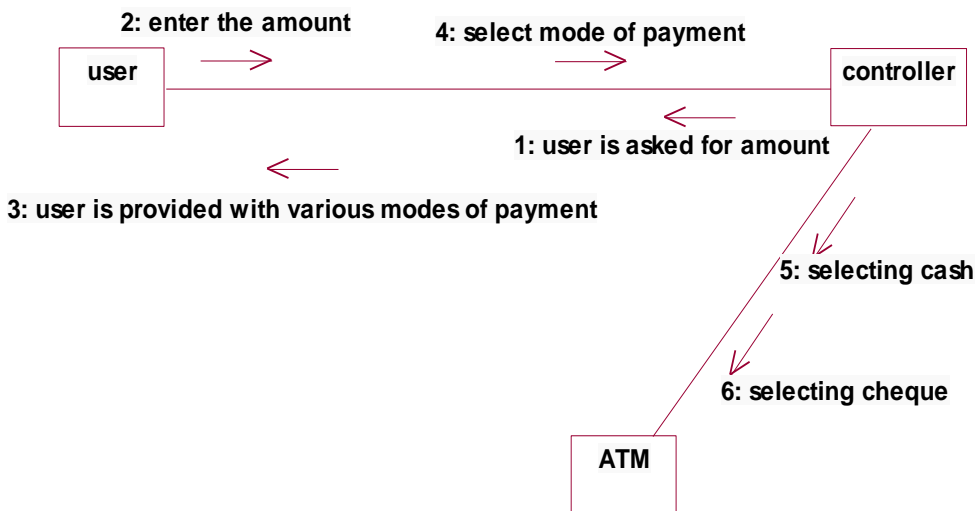 2: enter the amount
4: select mode of payment
user
controller
1: user is asked for amount
3: user is provided with various modes of payment
5: selecting cash
6: selecting cheque
ATM